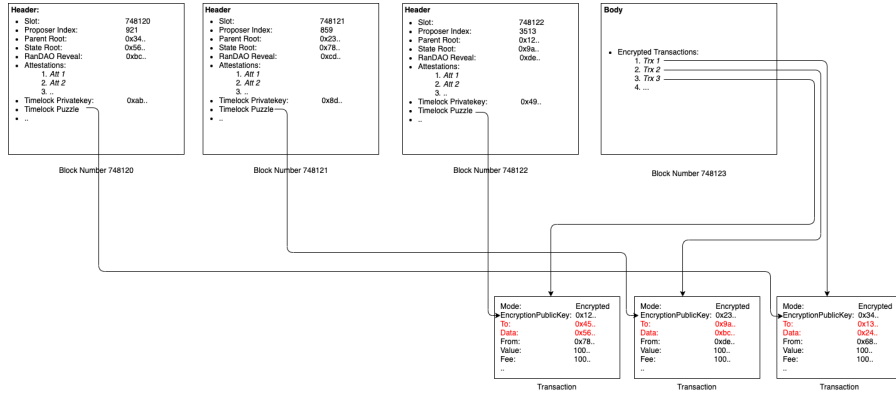 Header:
• Slot: 748120
• Proposer Index: 921
• Parent Root: 0x34..
• State Root: 0x56..
• RanDAO Reveal: 0xbc..
• Attestations:
1. Att 1
2. Att 2
3. ..
• Timelock Privatekey: 0xab..
• Timelock Puzzle
• ..
Block Number 748120
Header
• Slot: 748121
• Proposer Index: 859
• Parent Root: 0x23..
• State Root: 0x78..
• RanDAO Reveal: 0xcd..
• Attestations:
1. Att 1
2. Att 2
3. ..
• Timelock Privatekey: 0x8d..
• Timelock Puzzle
• ..
Block Number 748121
Header
• Slot: 748122
• Proposer Index: 3513
• Parent Root: 0x12..
• State Root: 0x9a..
• RanDAO Reveal: 0xde..
• Attestations:
1. Att 1
2. Att 2
3. ..
• Timelock Privatekey: 0x49..
• Timelock Puzzle
• ..
Block Number 748122
Body
• Encrypted Transactions:
1. Trx 1
2. Trx 2
3. Trx 3
4. ...
Block Number 748123
Mode: Encrypted
EncryptionPublicKey: 0x12..
To: 0x45..
Data: 0x56..
From: 0x78..
Value: 100..
Fee: 100..
..
Transaction
Mode: Encrypted
EncryptionPublicKey: 0x23..
To: 0x9a..
Data: 0xbc..
From: 0xde..
Value: 100..
Fee: 100..
..
Transaction
Mode: Encrypted
EncryptionPublicKey: 0x34..
To: 0x13..
Data: 0x24..
From: 0x68..
Value: 100..
Fee: 100..
..
Transaction